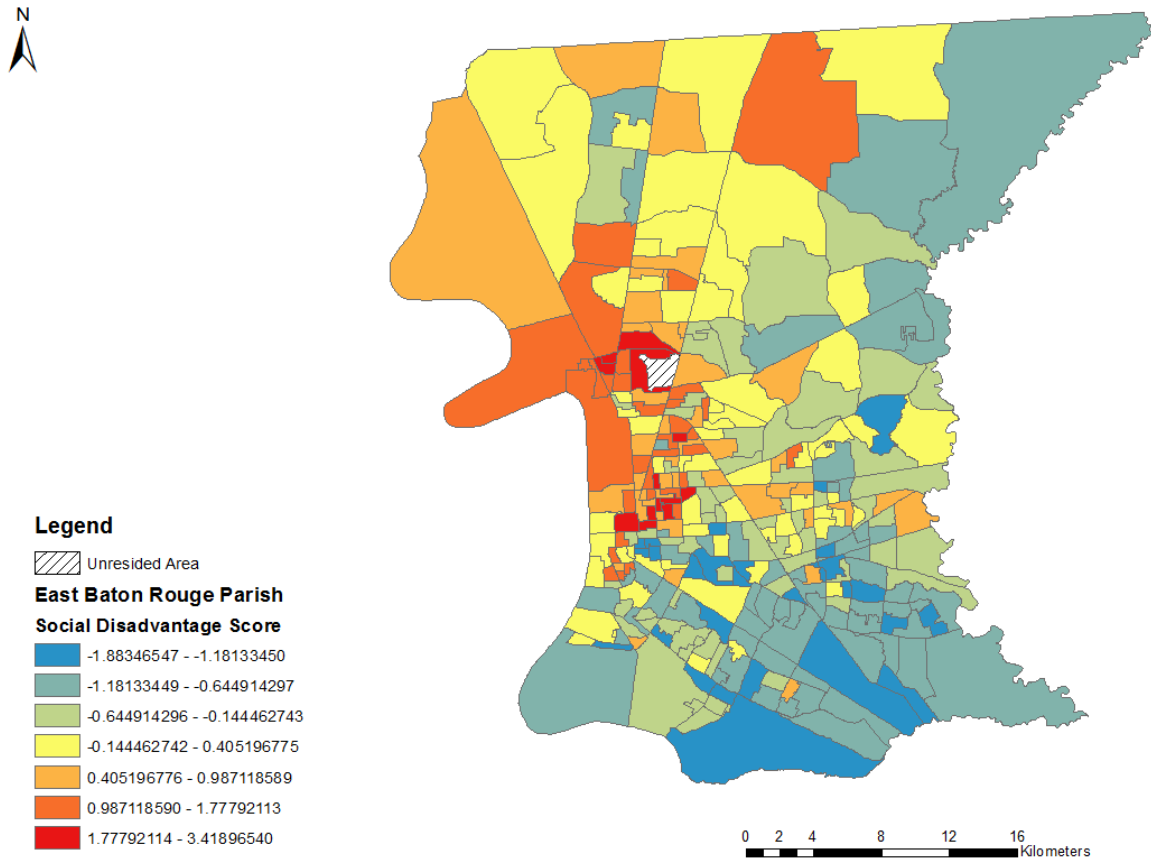 N
Legend
Unresided Area
East Baton Rouge Parish
Social Disadvantage Score
-1.88346547 - -1.18133450
-1.18133449 - -0.644914297
-0.644914296 - -0.144462743
-0.144462742 - 0.405196775
0.405196776 - 0.987118589
0.987118590 - 1.77792113
1.77792114 - 3.41896540
0 2 4 8 12 16
Kilometers